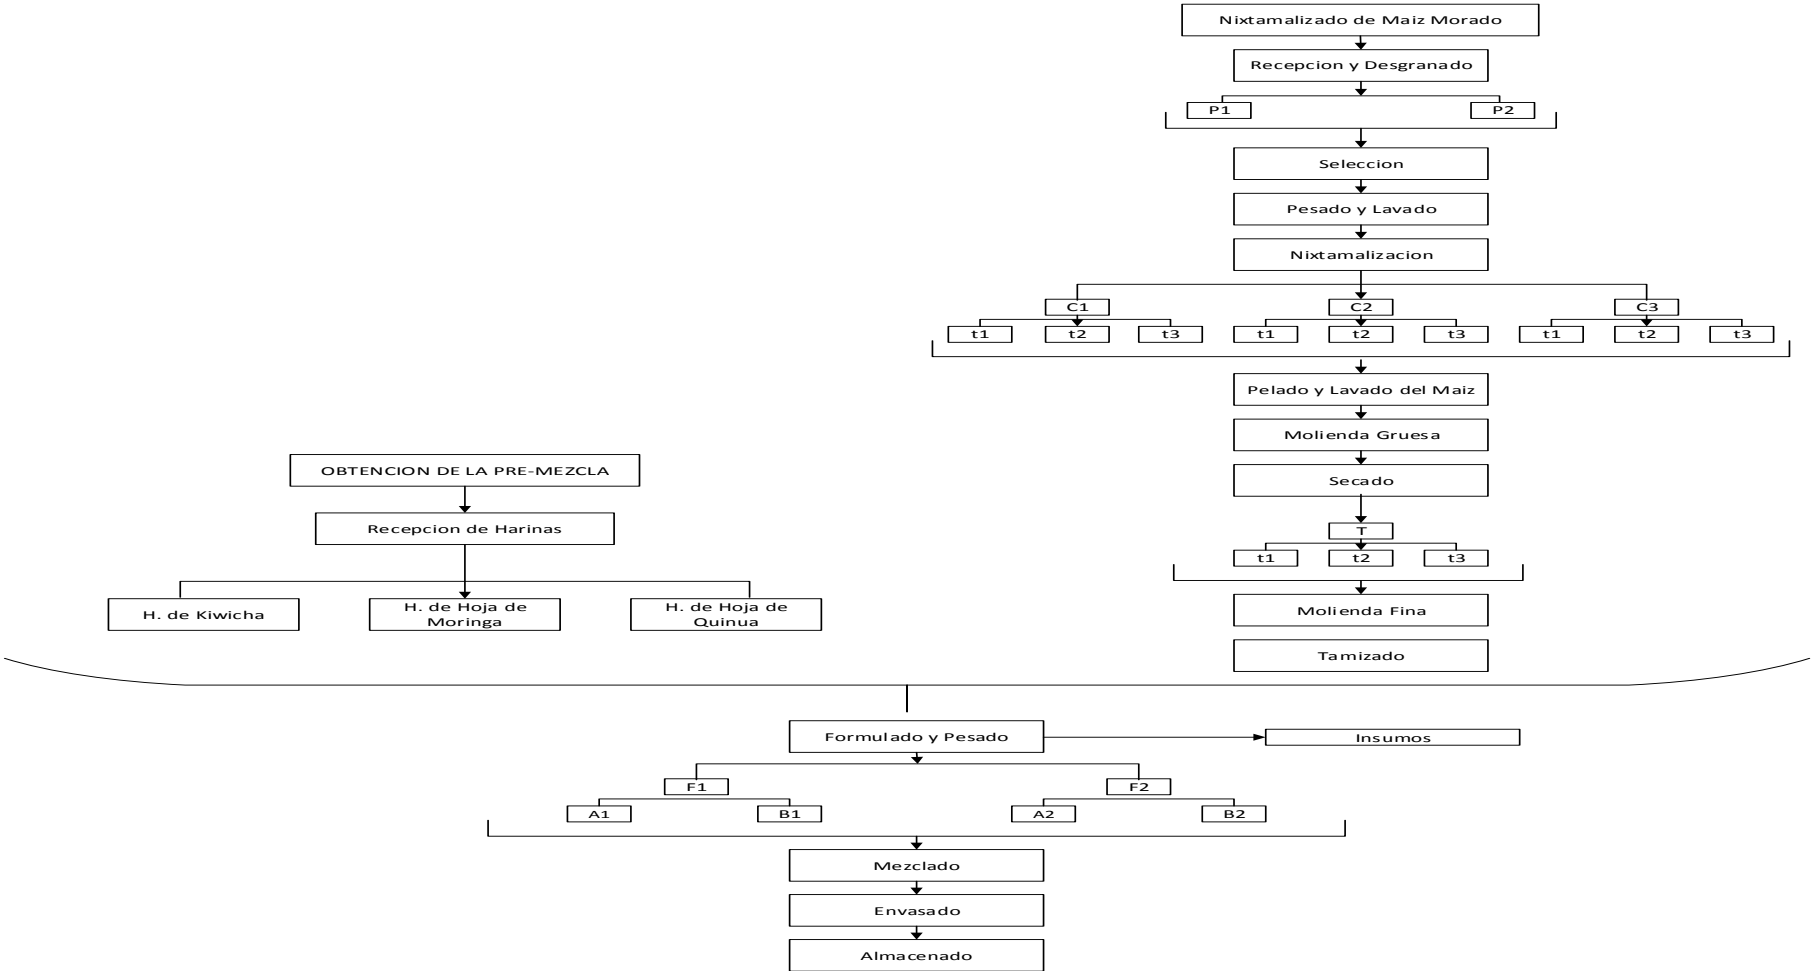 Nixtamalizado de Maiz Morado
Recepcion y Desgranado
P1
P2
Seleccion
Pesado y Lavado
Nixtamalizacion
C1
C2
C3
t1
t2
t3
t1
t2
t3
t1
t2
t3
Pelado y Lavado del Maiz
Molienda Gruesa
Secado
T
t1
t2
t3
Molienda Fina
Tamizado
OBTENCION DE LA PRE-MEZCLA
Recepcion de Harinas
H. de Kiwicha
H. de Hoja de
Moringa
H. de Hoja de
Quinua
Formulado y Pesado
Insumos
F1
F2
A1
B1
A2
B2
Mezclado
Envasado
Almacenado